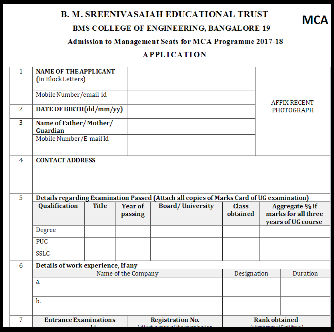 B. M. SREENIVASAIAH EDUCATIONAL TRUST
MCA
BMS COLLEGE OF ENGINEERING, BANGALORE 19
Admission to Management Seats for MCA Programme 2017-18
APPLICATION
1 NAME OF THE APPLICANT
(in Block Letters)
Mobile Number/email id
AFFIX RECENT
PHOTOGRAPH
2 DATE OF BIRTH(dd/mm/yy)
3 Name of Father/Mother/
Guardian
Mobile Number/E-mail Id
4 CONTACT ADDRESS
5 Details regarding Examination Passed (Attach all copies of Marks Card of UG examination)
Qualification Title Year of passing Board/University Class obtained Aggregate % if marks for all three years of UG course
Degree
PUC
SSLC
6 Details of work experience, if any
Name of the Company Designation Duration
a.
b.
7 Entrance Examinations Registration No. Rank obtained